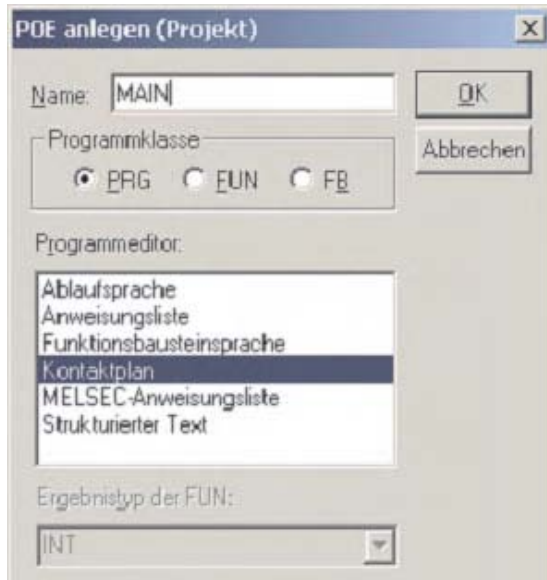 POE anlegen (Projekt)
Name: MAIN
OK
Programmklasse
Abbrechen
PRG FUN FB
Programmeditor:
Ablaufsprache
Anweisungsliste
Funktionsbausteinsprache
Kontaktplan
MELSEC-Anweisungsliste
Strukturierter Text
Ergebnistyp der FUN:
INT